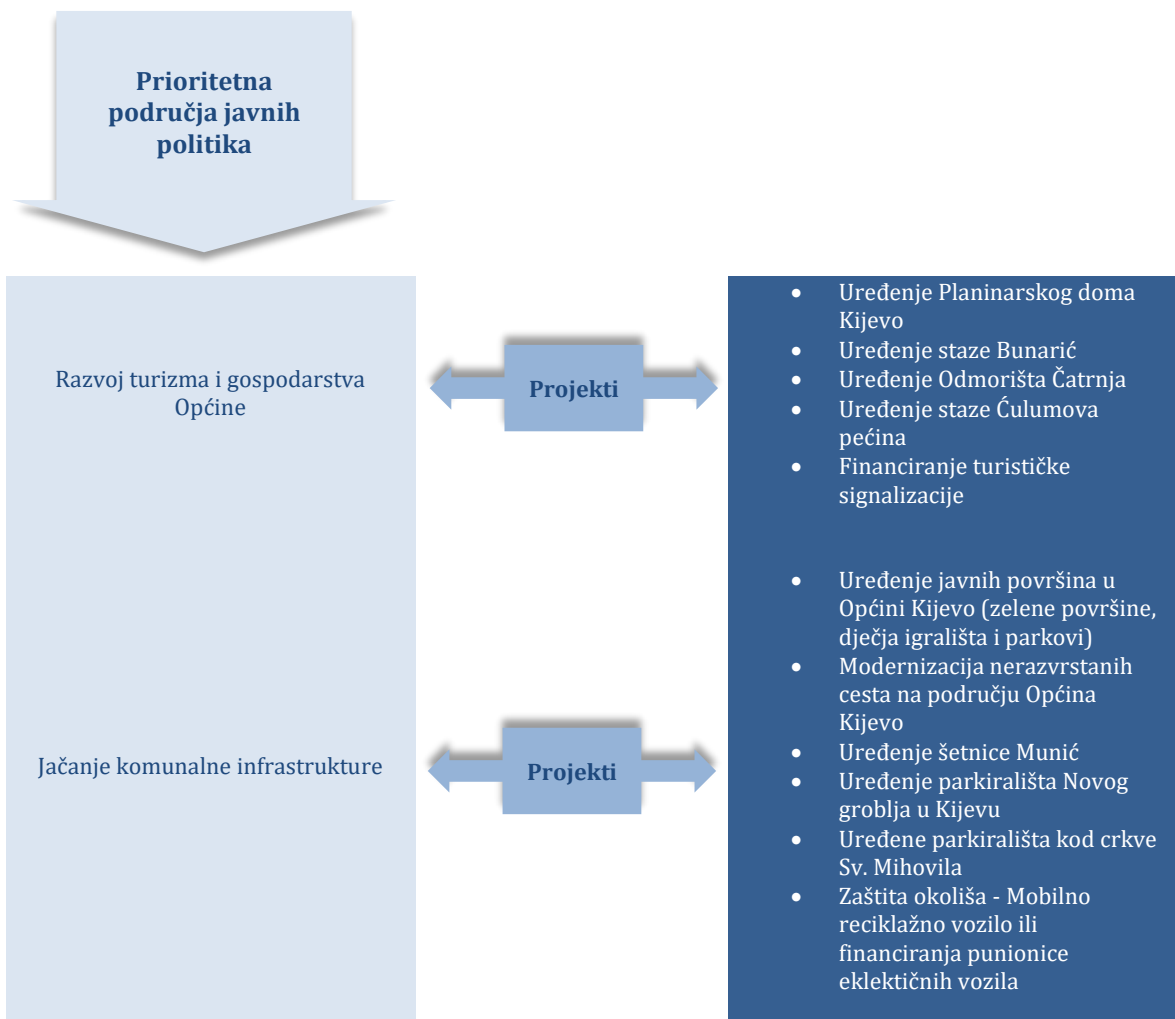 Prioritetna
područja javnih
politika
Razvoj turizma i gospodarstva
Općine
Projekti
• Uređenje Planinarskog doma
Kijevo
• Uređenje staze Bunarić
• Uređenje Odmorišta Čatrnja
• Uređenje staze Ćulumova
pećina
• Financiranje turističke
signalizacije
Jačanje komunalne infrastrukture
Projekti
• Uređenje javnih površina u
Općini Kijevo (zelene površine,
dječja igrališta i parkovi)
• Modernizacija nerazvrstanih
cesta na području Općina
Kijevo
• Uređenje šetnice Munić
• Uređenje parkirališta Novog
groblja u Kijevu
• Uređene parkirališta kod crkve
Sv. Mihovila
• Zaštita okoliša - Mobilno
reciklažno vozilo ili
financiranja punionice
eklektičnih vozila